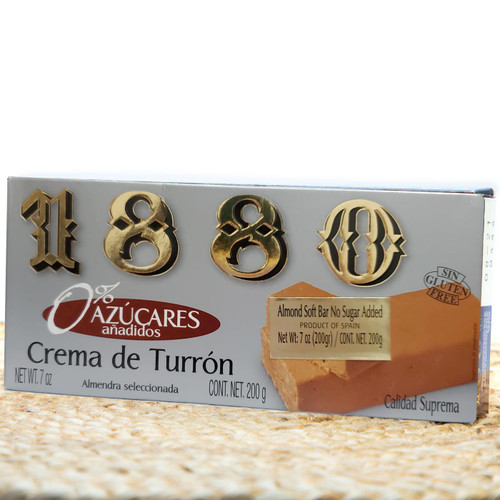 1880
0%
AZÚCARES
añadidos
Crema de Turrón
NET WT. 7 oz
Almendra seleccionada
CONT. NET. 200 g
Almond Soft Bar No Sugar Added
PRODUCT OF SPAIN
Net Wt: 7 oz (200gr) / CONT. NET. 200g
SIN
GLUTEN
FREE
Calidad Suprema